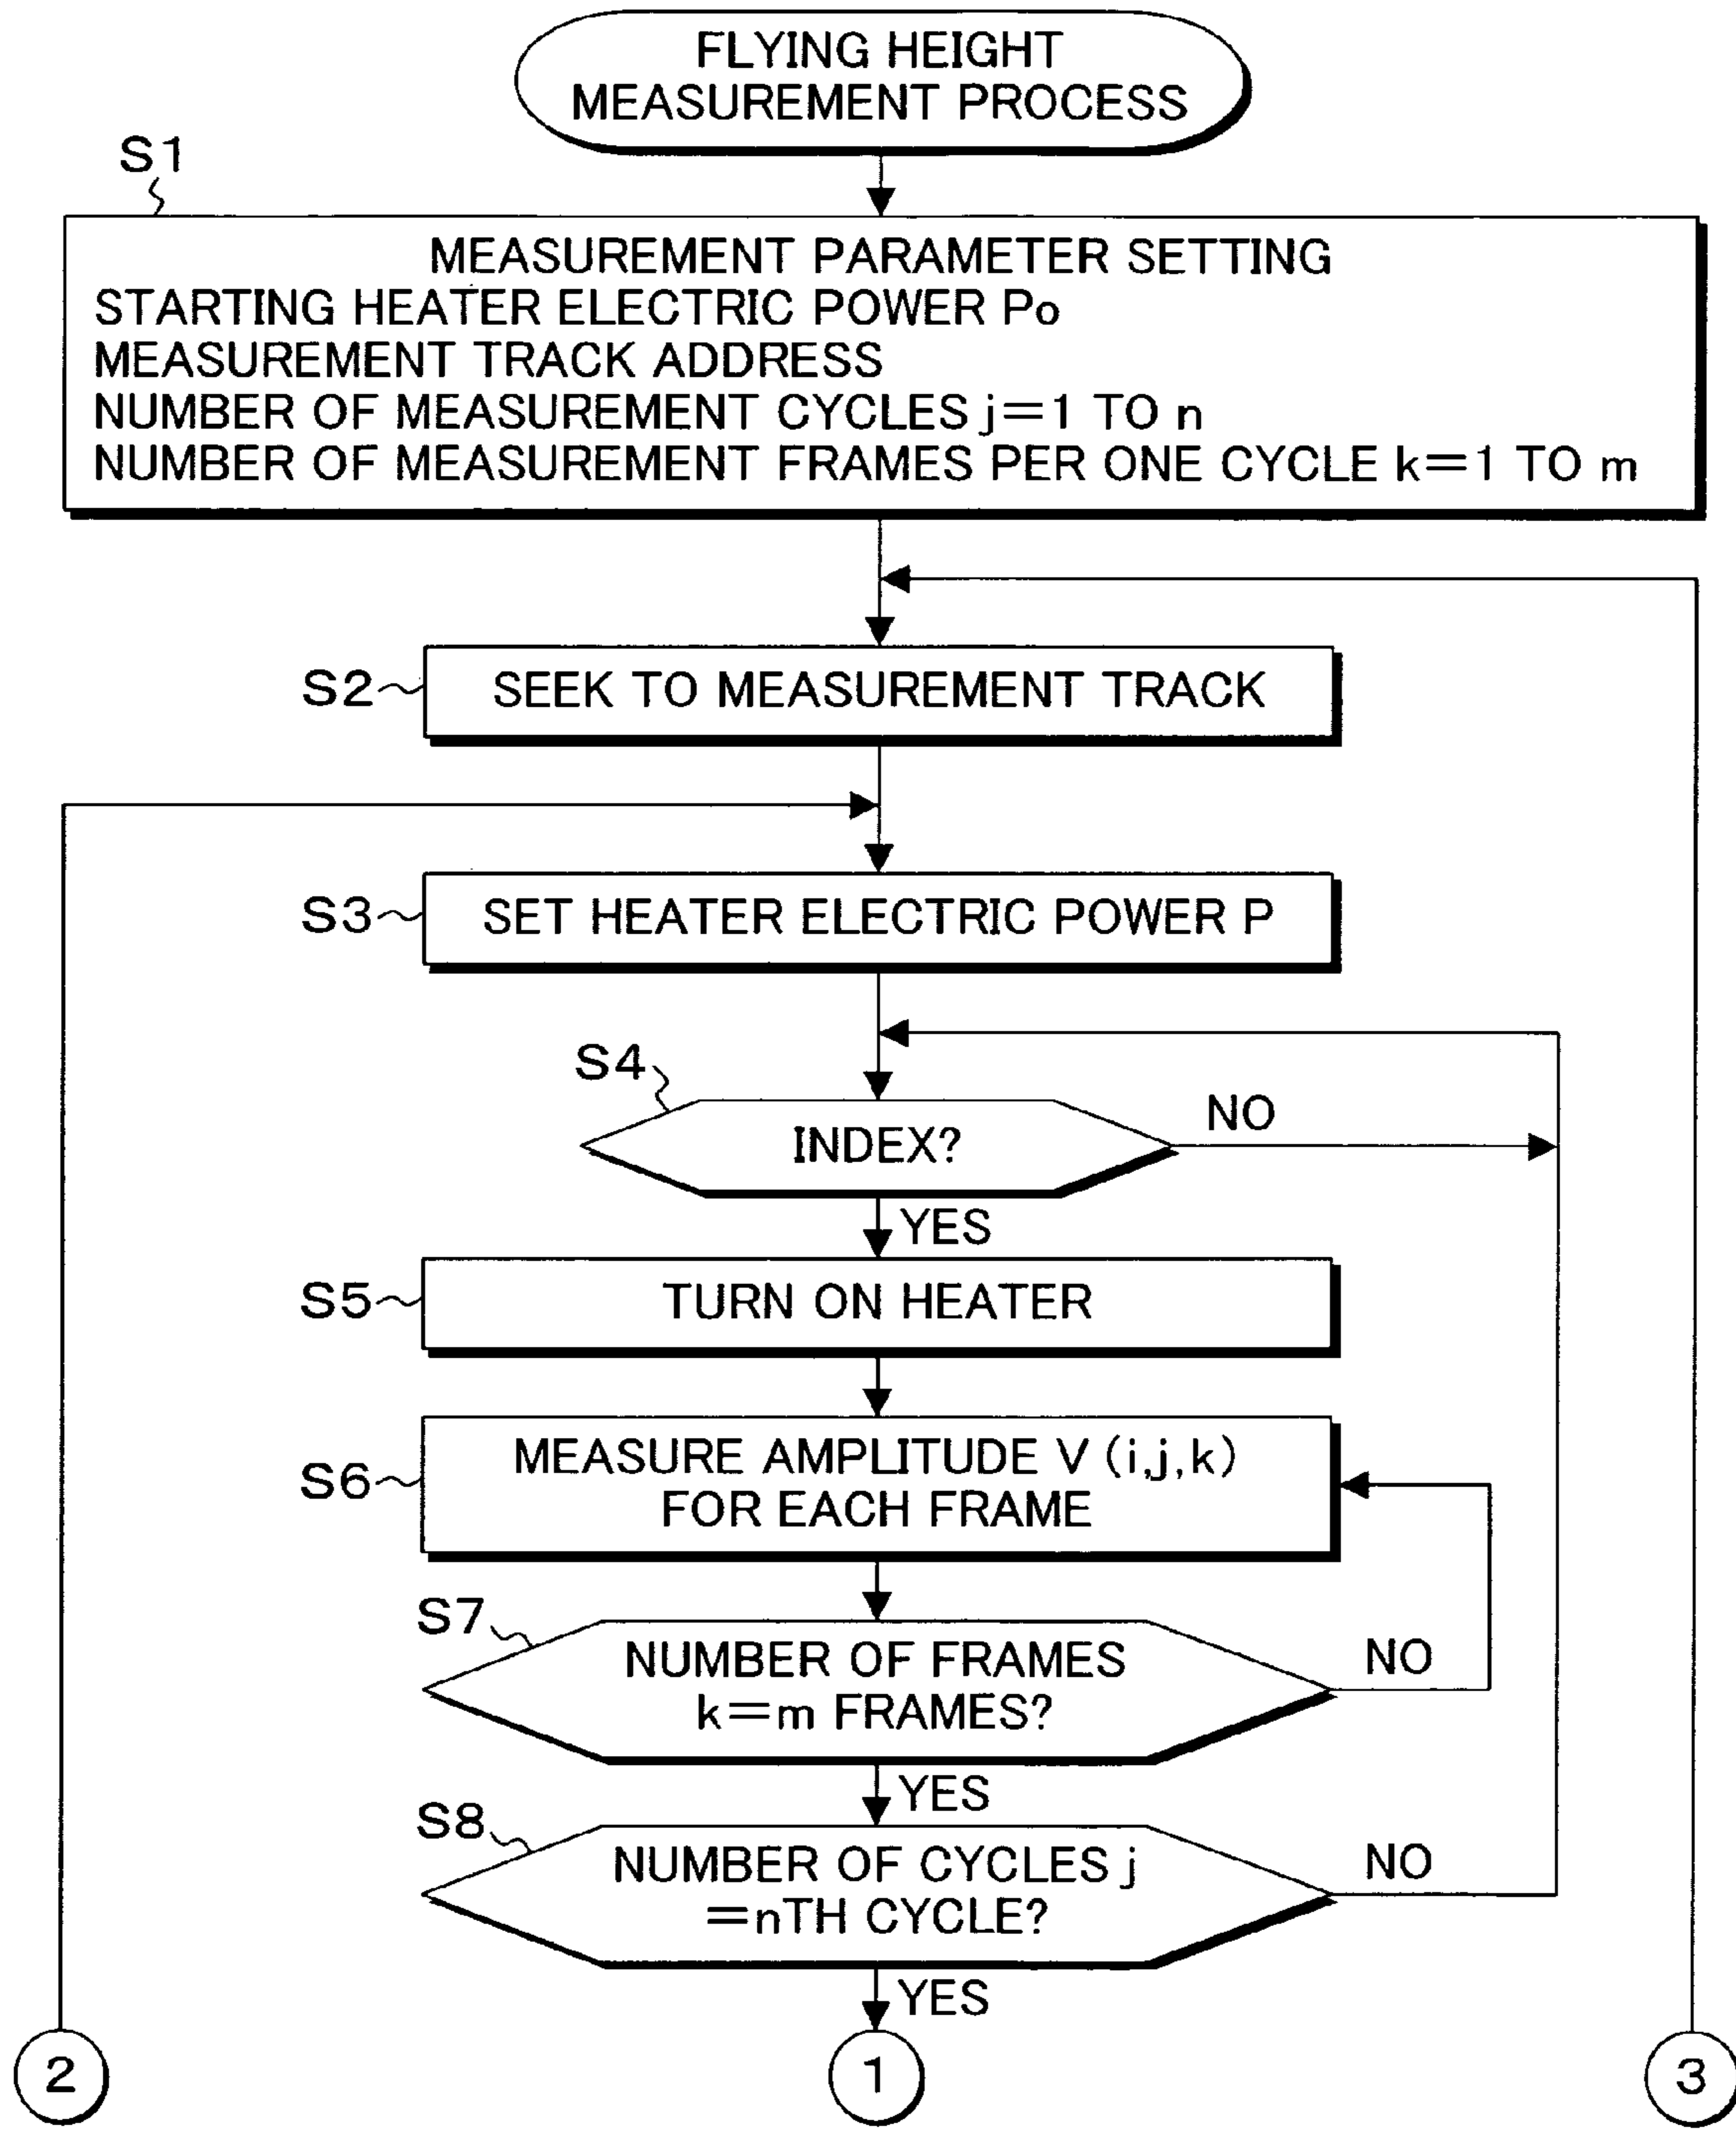 FLYING HEIGHT
MEASUREMENT PROCESS
S1
MEASUREMENT PARAMETER SETTING
STARTING HEATER ELECTRIC POWER Po
MEASUREMENT TRACK ADDRESS
NUMBER OF MEASUREMENT CYCLES j=1 TO n
NUMBER OF MEASUREMENT FRAMES PER ONE CYCLE k=1 TO m
S2
SEEK TO MEASUREMENT TRACK
S3
SET HEATER ELECTRIC POWER P
S4
INDEX?
NO
YES
S5
TURN ON HEATER
S6
MEASURE AMPLITUDE V (i,j,k)
FOR EACH FRAME
S7
NUMBER OF FRAMES
k=m FRAMES?
NO
YES
S8
NUMBER OF CYCLES j
=nTH CYCLE?
NO
YES
2
1
3